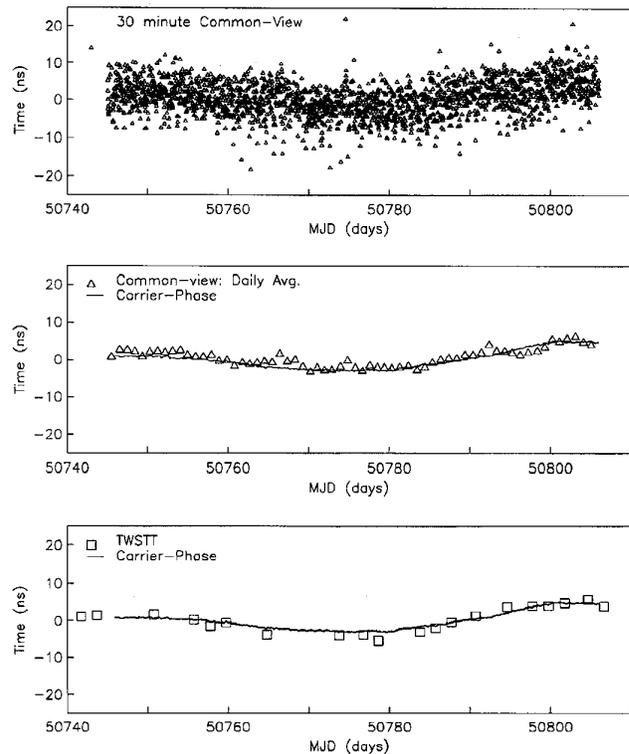 30 minute Common-View
20
10
0
−10
−20
Time (ns)
50740 50760 50780 50800
MJD (days)
Common-view: Daily Avg.
Carrier-Phase
20
10
0
−10
−20
Time (ns)
50740 50760 50780 50800
MJD (days)
TWSTT
Carrier-Phase
20
10
0
−10
−20
Time (ns)
50740 50760 50780 50800
MJD (days)